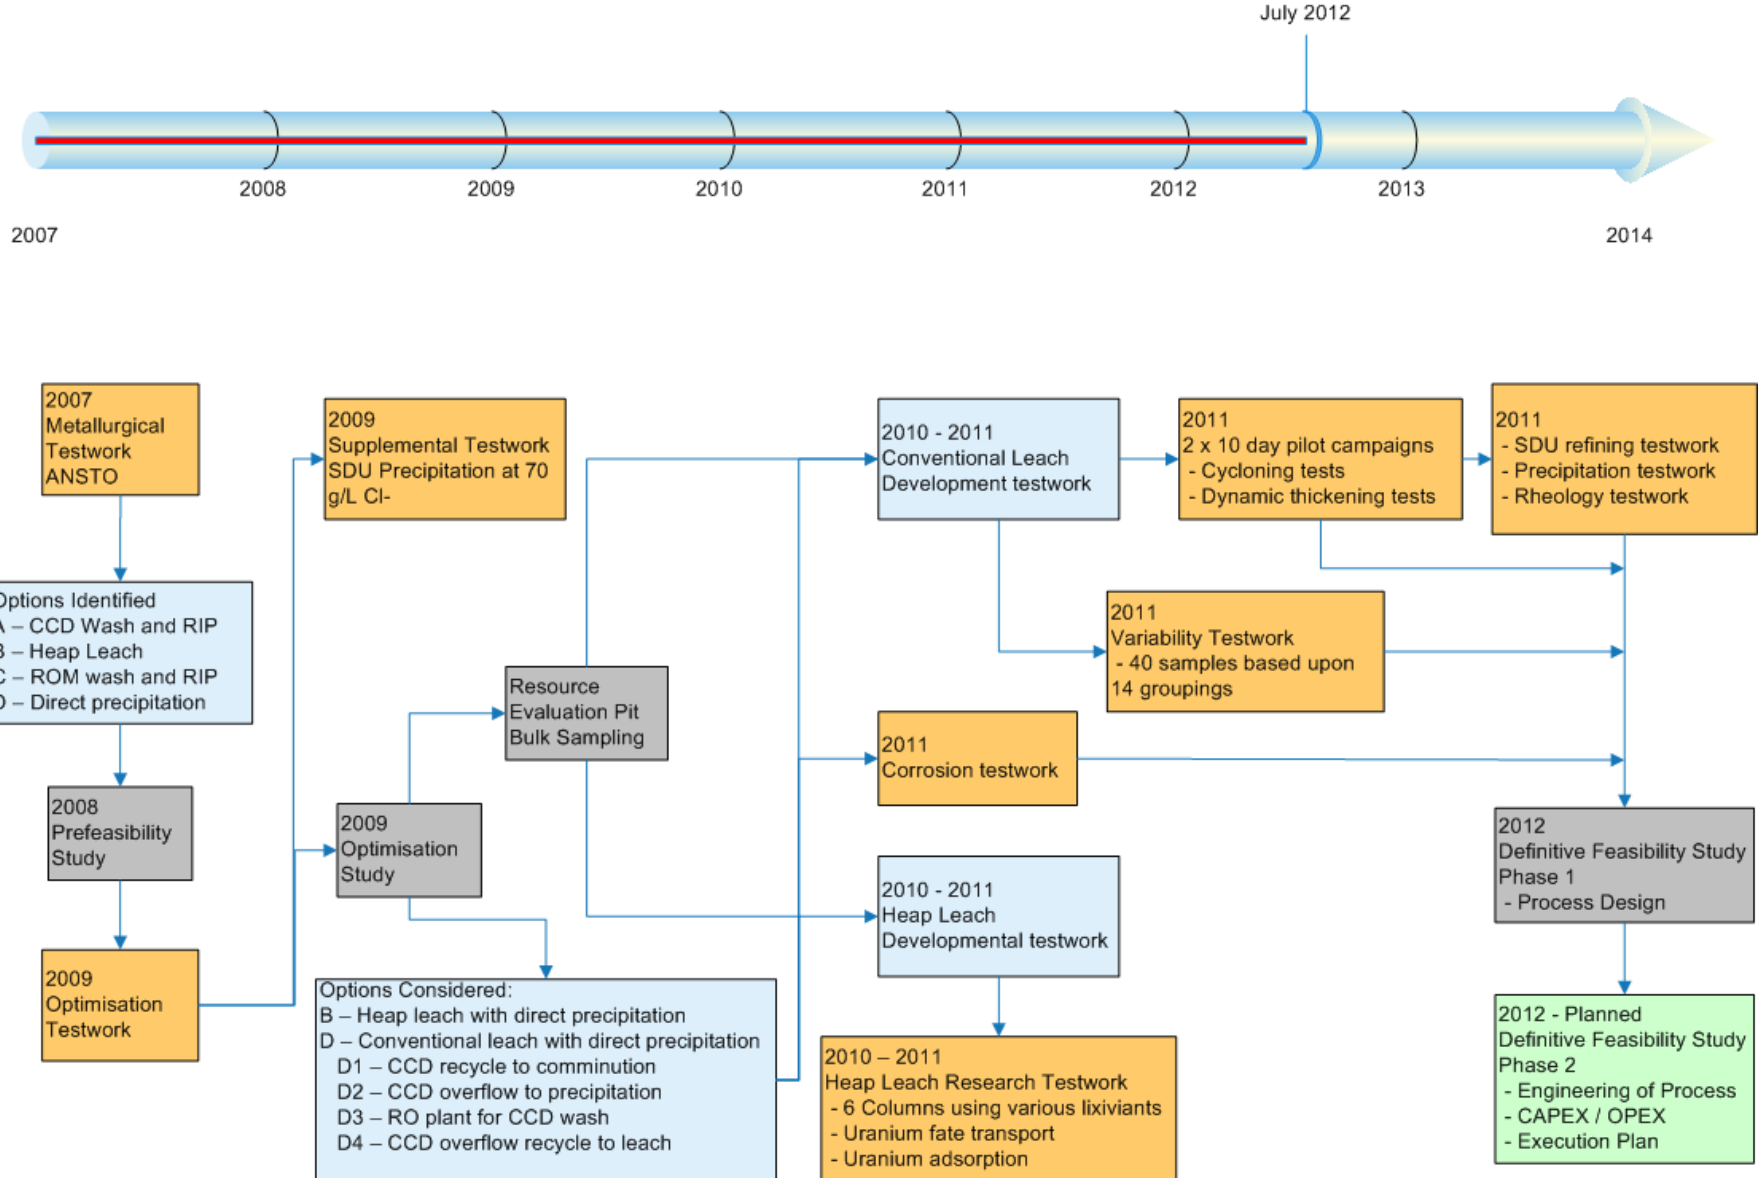 July 2012
2008
2009
2010
2011
2012
2013
2007
2014
2007
Metallurgical
Testwork
ANSTO
Options Identified
A – CCD Wash and RIP
B – Heap Leach
C – ROM wash and RIP
D – Direct precipitation
2008
Prefeasibility
Study
2009
Optimisation
Testwork
2009
Supplemental Testwork
SDU Precipitation at 70
g/L Cl-
2009
Optimisation
Study
Resource
Evaluation Pit
Bulk Sampling
Options Considered:
B – Heap leach with direct precipitation
D – Conventional leach with direct precipitation
D1 – CCD recycle to comminution
D2 – CCD overflow to precipitation
D3 – RO plant for CCD wash
D4 – CCD overflow recycle to leach
2010 - 2011
Conventional Leach
Development testwork
2011
2 x 10 day pilot campaigns
- Cycloning tests
- Dynamic thickening tests
2011
- SDU refining testwork
- Precipitation testwork
- Rheology testwork
2011
Variability Testwork
- 40 samples based upon
14 groupings
2011
Corrosion testwork
2010 - 2011
Heap Leach
Developmental testwork
2010 – 2011
Heap Leach Research Testwork
- 6 Columns using various lixiviants
- Uranium fate transport
- Uranium adsorption
2012
Definitive Feasibility Study
Phase 1
- Process Design
2012 - Planned
Definitive Feasibility Study
Phase 2
- Engineering of Process
- CAPEX / OPEX
- Execution Plan